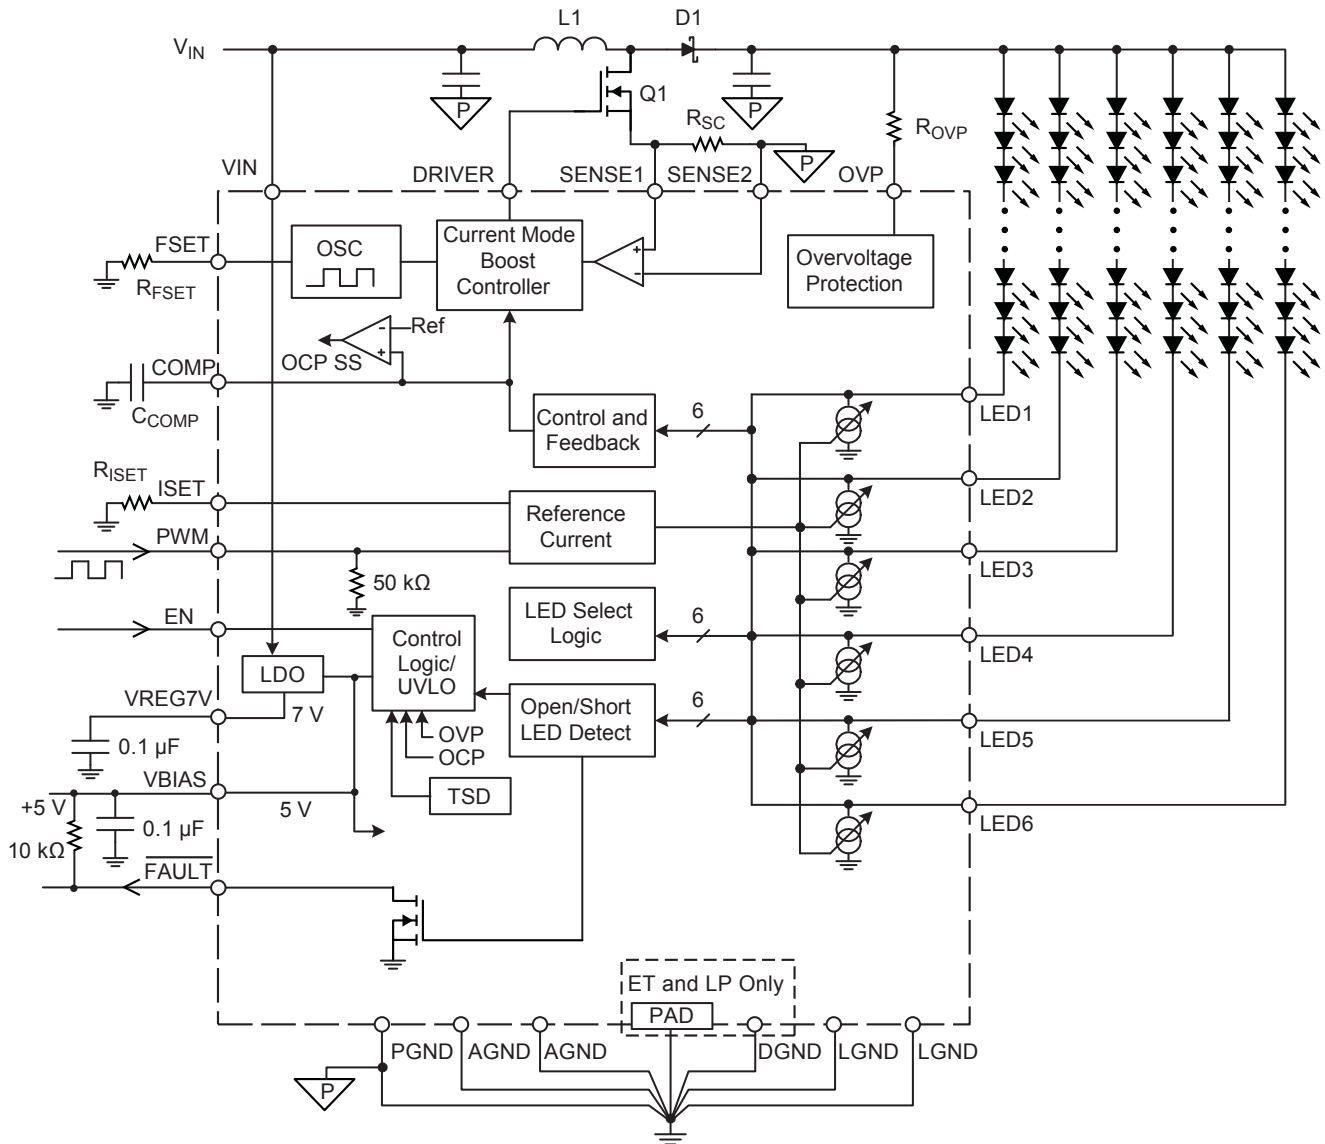 L1
D1
VIN
P
P
Q1
RSC
P
ROVP
VIN
DRIVER
SENSE1
SENSE2
OVP
FSET
RFSET
OSC
Current Mode
Boost
Controller
+
-
Overvoltage
Protection
-
Ref
+
OCP SS
COMP
CCOMP
Control and
Feedback
6
LED1
RISET
ISET
Reference
Current
LED2
PWM
50 kΩ
LED3
EN
Control
Logic/
UVLO
LED Select
Logic
6
LED4
LDO
VREG7V
7 V
0.1 µF
OVP
OCP
TSD
Open/Short
LED Detect
6
LED5
VBIAS
+5 V
5 V
0.1 µF
10 kΩ
LED6
FAULT
ET and LP Only
PAD
PGND
AGND
AGND
DGND
LGND
LGND
P